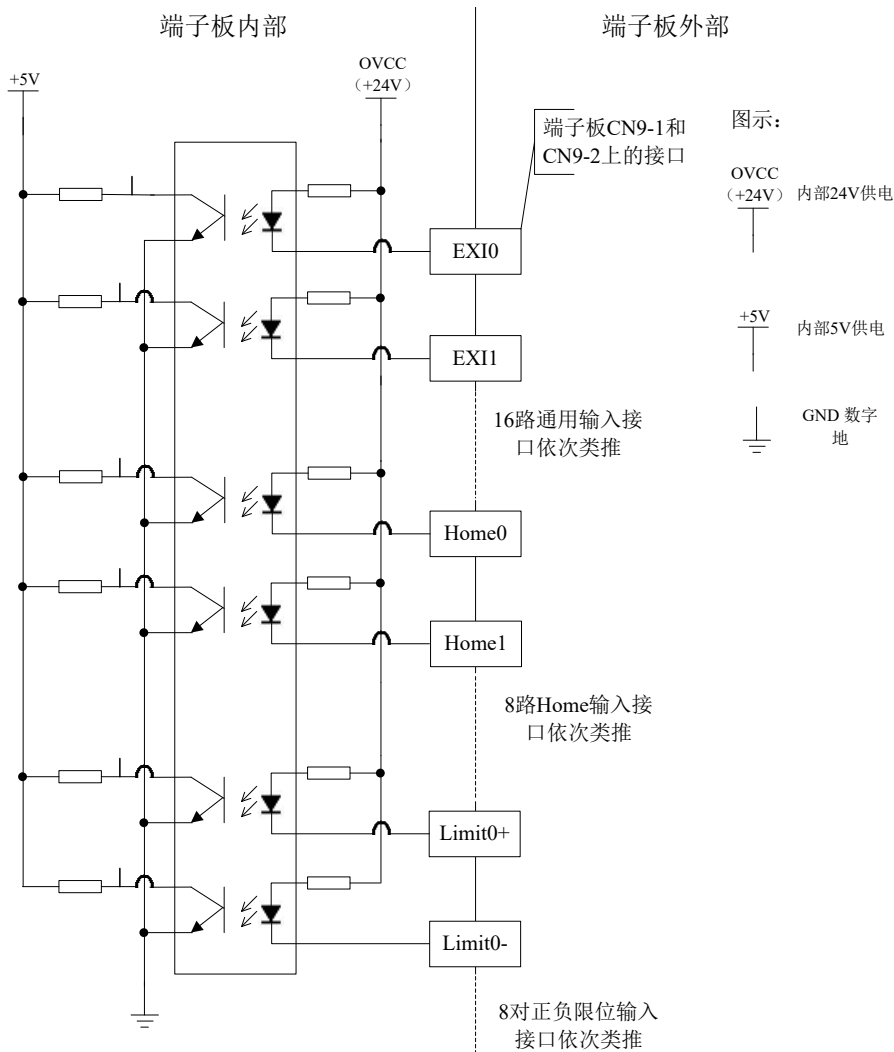 端子板内部
端子板外部
+5V
OVCC
（+24V）
端子板CN9-1和
CN9-2上的接口
图示：
OVCC
（+24V）
内部24V供电
EXI0
+5V
内部5V供电
EXI1
16路通用输入接
口依次类推
GND 数字
地
Home0
Home1
8路Home输入接
口依次类推
Limit0+
Limit0-
8对正负限位输入
接口依次类推